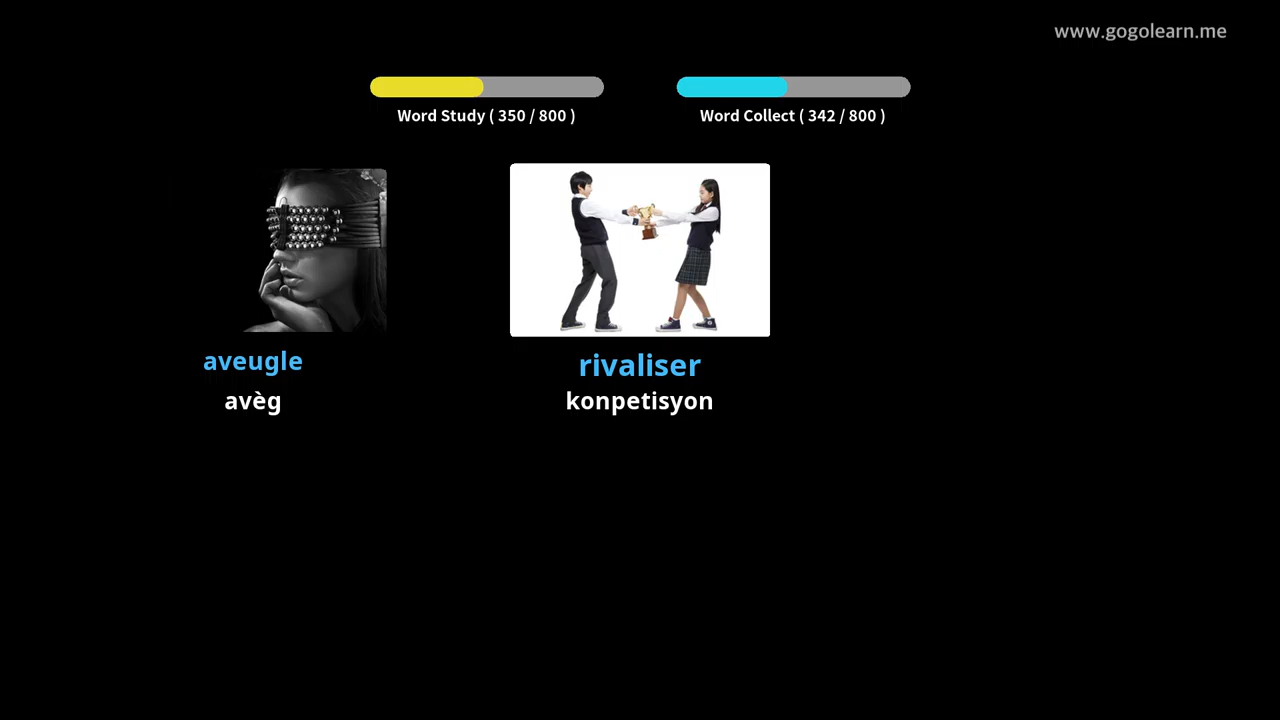 www.gogolearn.me
Word Study ( 350 / 800 )
Word Collect ( 342 / 800 )
aveugle
avèg
rivaliser
konpetisyon